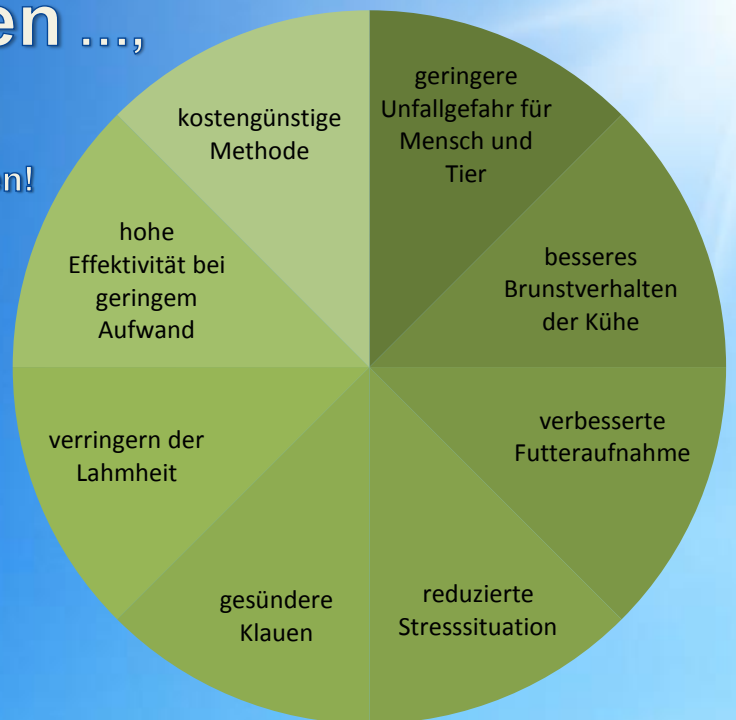 en ...,
en!
geringere
Unfallgefahr für
Mensch und
Tier
besseres
Brunstverhalten
der Kühe
verbesserte
Futteraufnahme
reduzierte
Stresssituation
gesündere
Klauen
verringern der
Lahmheit
hohe
Effektivität bei
geringem
Aufwand
kostengünstige
Methode